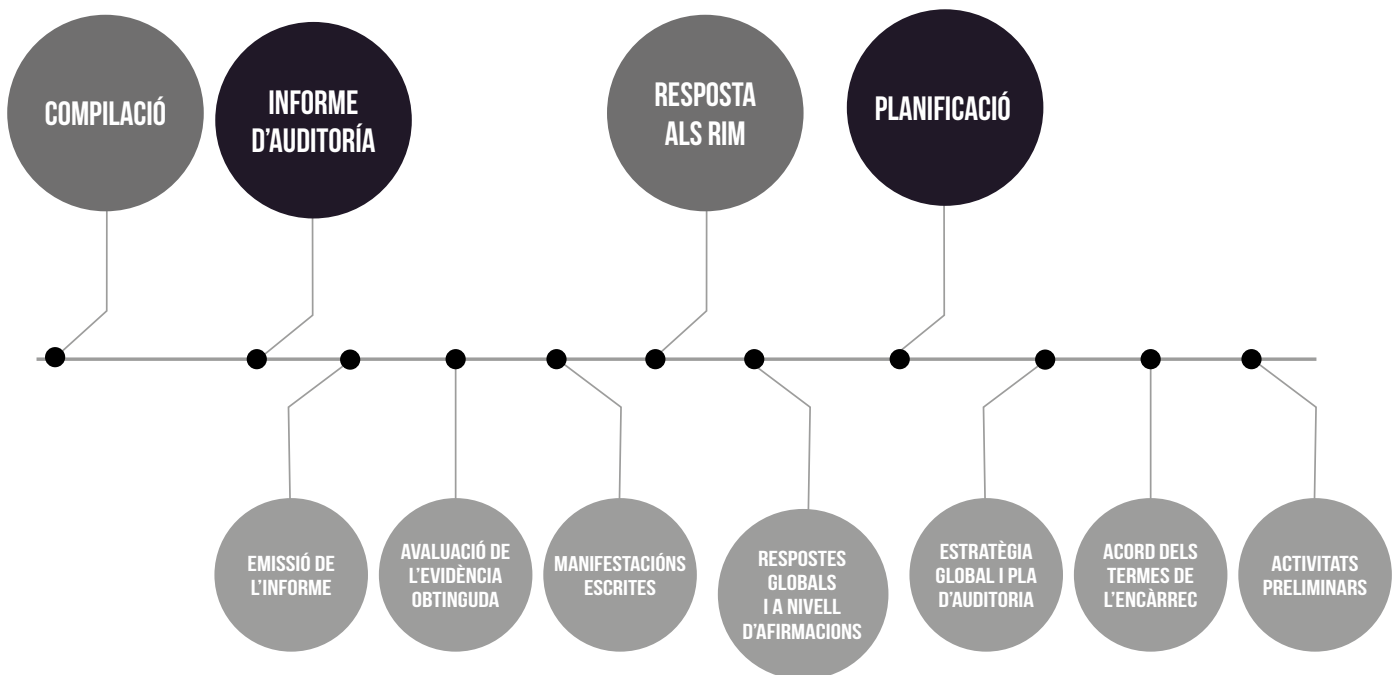 COMPILACIÓ
INFORME
D'AUDITORÍA
RESPOSTA
ALS RIM
PLANIFICACIÓ
EMISSIÓ DE
L'INFORME
AVALUACIÓ DE
L'EVIDÈNCIA
OBTINGUDA
MANIFESTACIÓNS
ESCRITES
RESPOSTES
GLOBALS
I A NIVELL
D'AFIRMACIONS
ESTRATÈGIA
GLOBAL I PLA
D'AUDITORIA
ACORD DELS
TERMES DE
L'ENCÀRREC
ACTIVITATS
PRELIMINARS